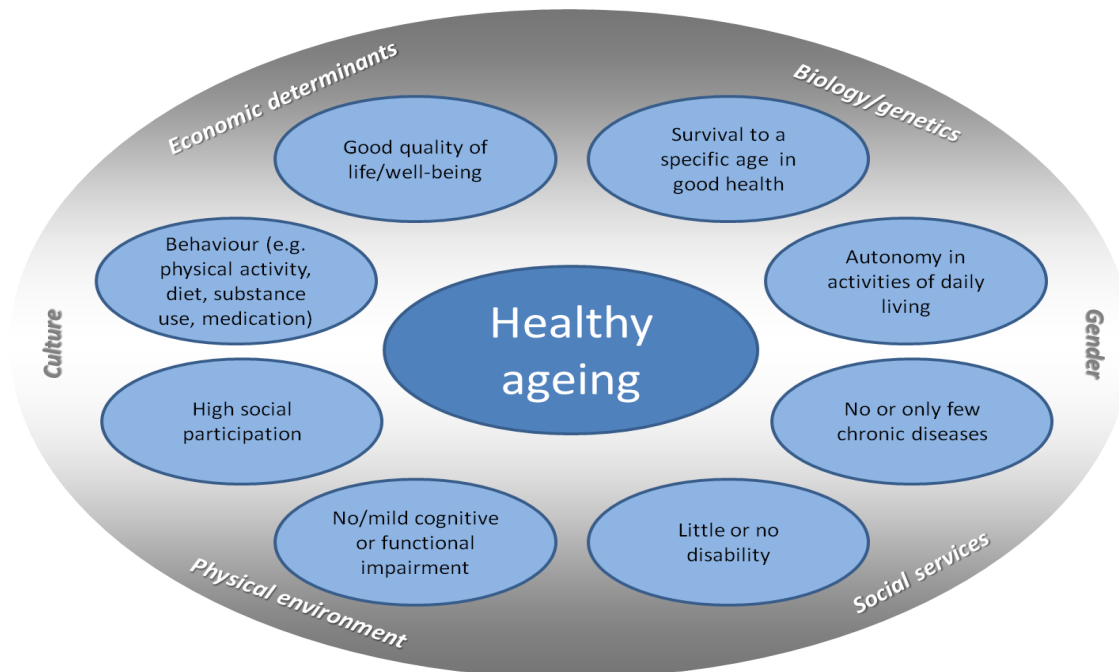 Economic determinants
Biology/genetics
Good quality of
life/well-being
Survival to a
specific age in
good health
Behaviour (e.g.
physical activity,
diet, substance
use, medication)
Autonomy in
activities of daily
living
Culture
Healthy
ageing
Gender
High social
participation
No or only few
chronic diseases
No/mild cognitive
or functional
impairment
Little or no
disability
Physical environment
Social services